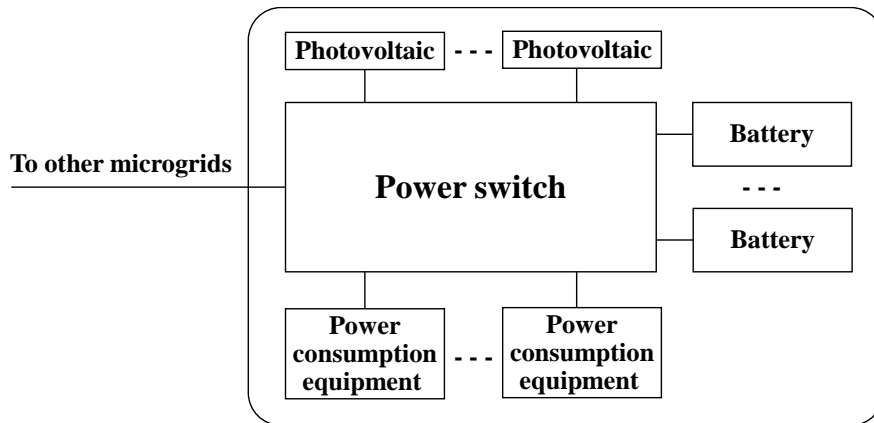 Photovoltaic - - - Photovoltaic
Battery
To other microgrids
Power switch
- - -
Battery
Power
consumption
equipment
- - -
Power
consumption
equipment